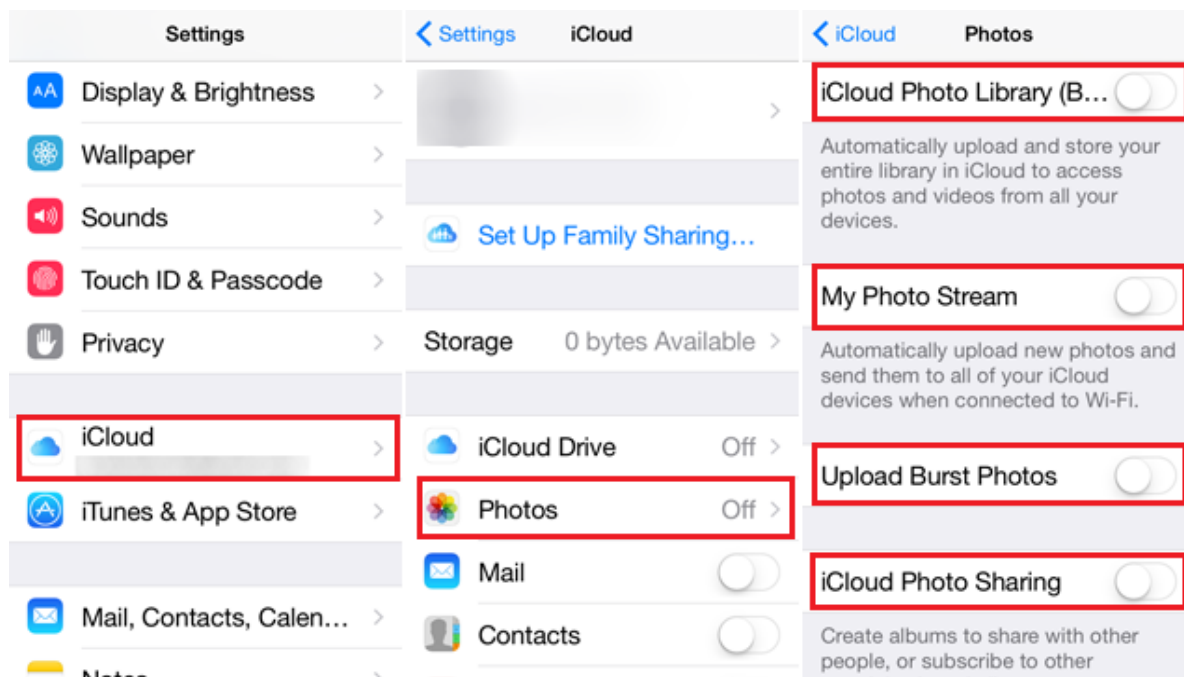 Settings
AA Display & Brightness
Wallpaper
Sounds
Touch ID & Passcode
Privacy
iCloud
iTunes & App Store
Mail, Contacts, Calen...
Notes
Settings iCloud
Set Up Family Sharing...
Storage 0 bytes Available
iCloud Drive Off
Photos Off
Mail
Contacts
iCloud Photos
iCloud Photo Library (B...
Automatically upload and store your
entire library in iCloud to access
photos and videos from all your
devices.
My Photo Stream
Automatically upload new photos and
send them to all of your iCloud
devices when connected to Wi-Fi.
Upload Burst Photos
iCloud Photo Sharing
Create albums to share with other
people, or subscribe to other